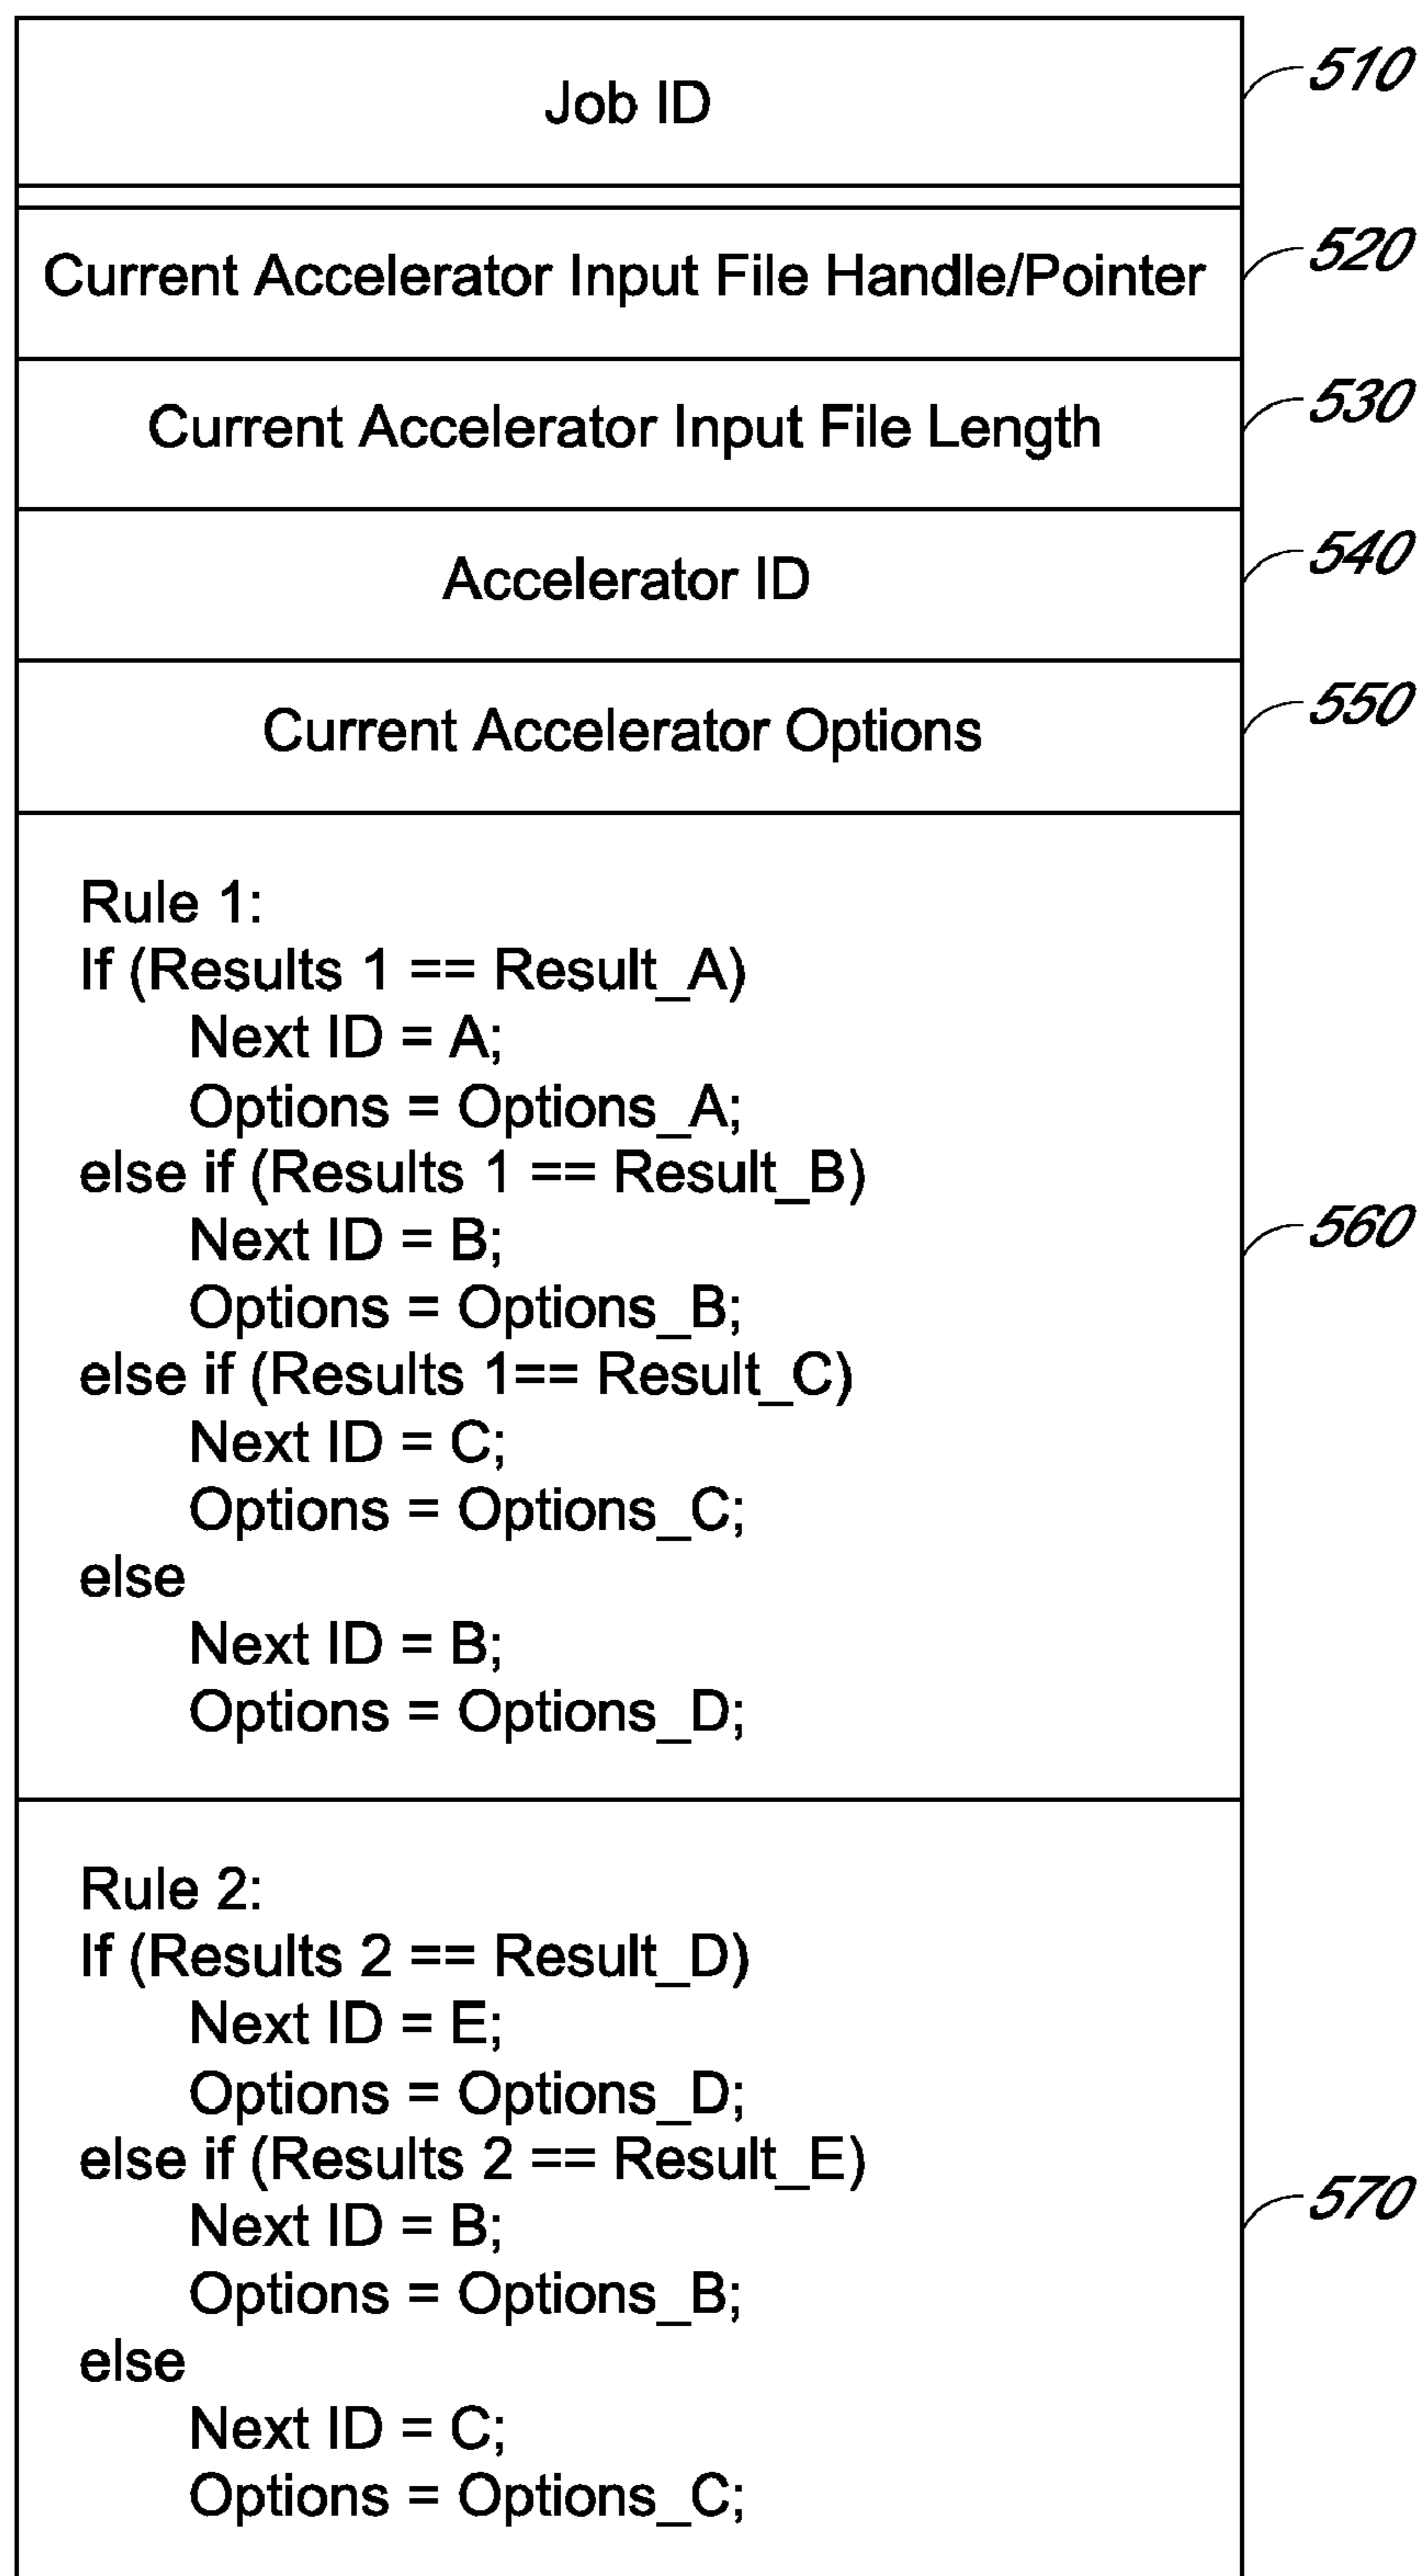 Job ID
510
Current Accelerator Input File Handle/Pointer
520
Current Accelerator Input File Length
530
Accelerator ID
540
Current Accelerator Options
550
Rule 1:
If (Results 1 == Result_A)
Next ID = A;
Options = Options_A;
else if (Results 1 == Result_B)
Next ID = B;
Options = Options_B;
else if (Results 1== Result_C)
Next ID = C;
Options = Options_C;
else
Next ID = B;
Options = Options_D;
560
Rule 2:
If (Results 2 == Result_D)
Next ID = E;
Options = Options_D;
else if (Results 2 == Result_E)
Next ID = B;
Options = Options_B;
else
Next ID = C;
Options = Options_C;
570